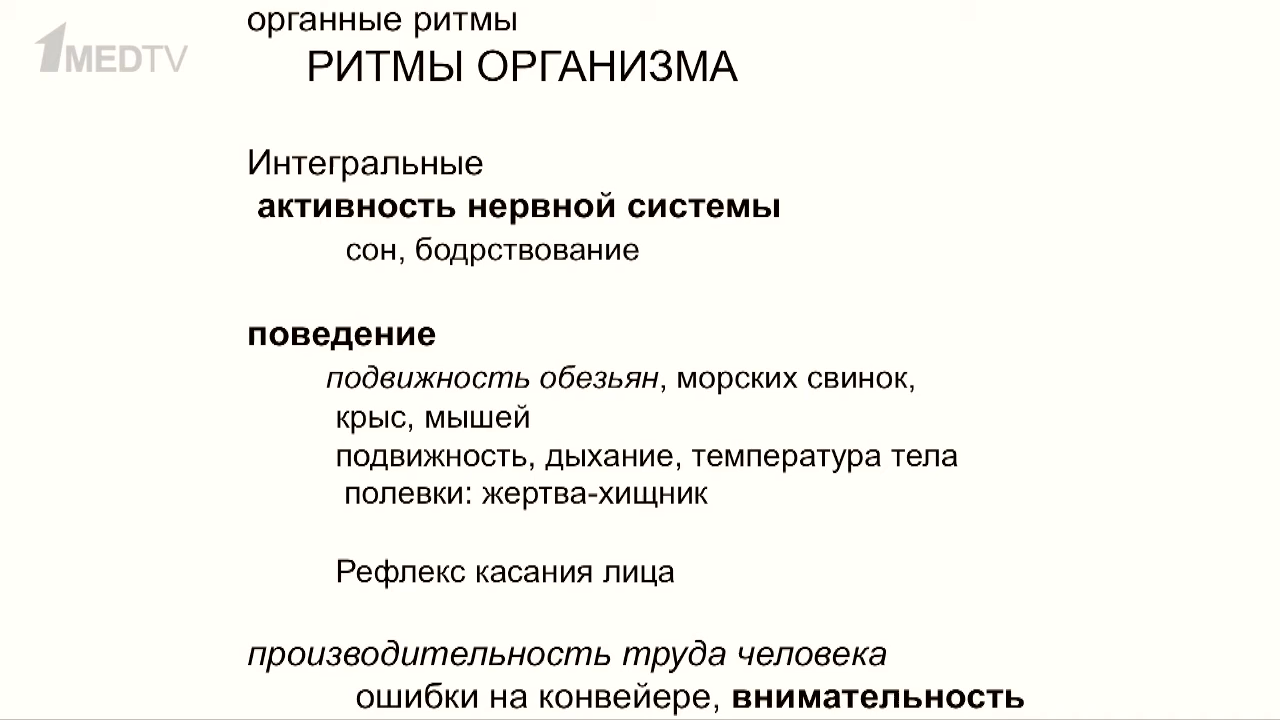 органные ритмы
1MEDTV
РИТМЫ ОРГАНИЗМА
Интегральные
активность нервной системы
сон, бодрствование
поведение
подвижность обезьян, морских свинок,
крыс, мышей
подвижность, дыхание, температура тела
полевки: жертва-хищник
Рефлекс касания лица
производительность труда человека
ошибки на конвейере, внимательность